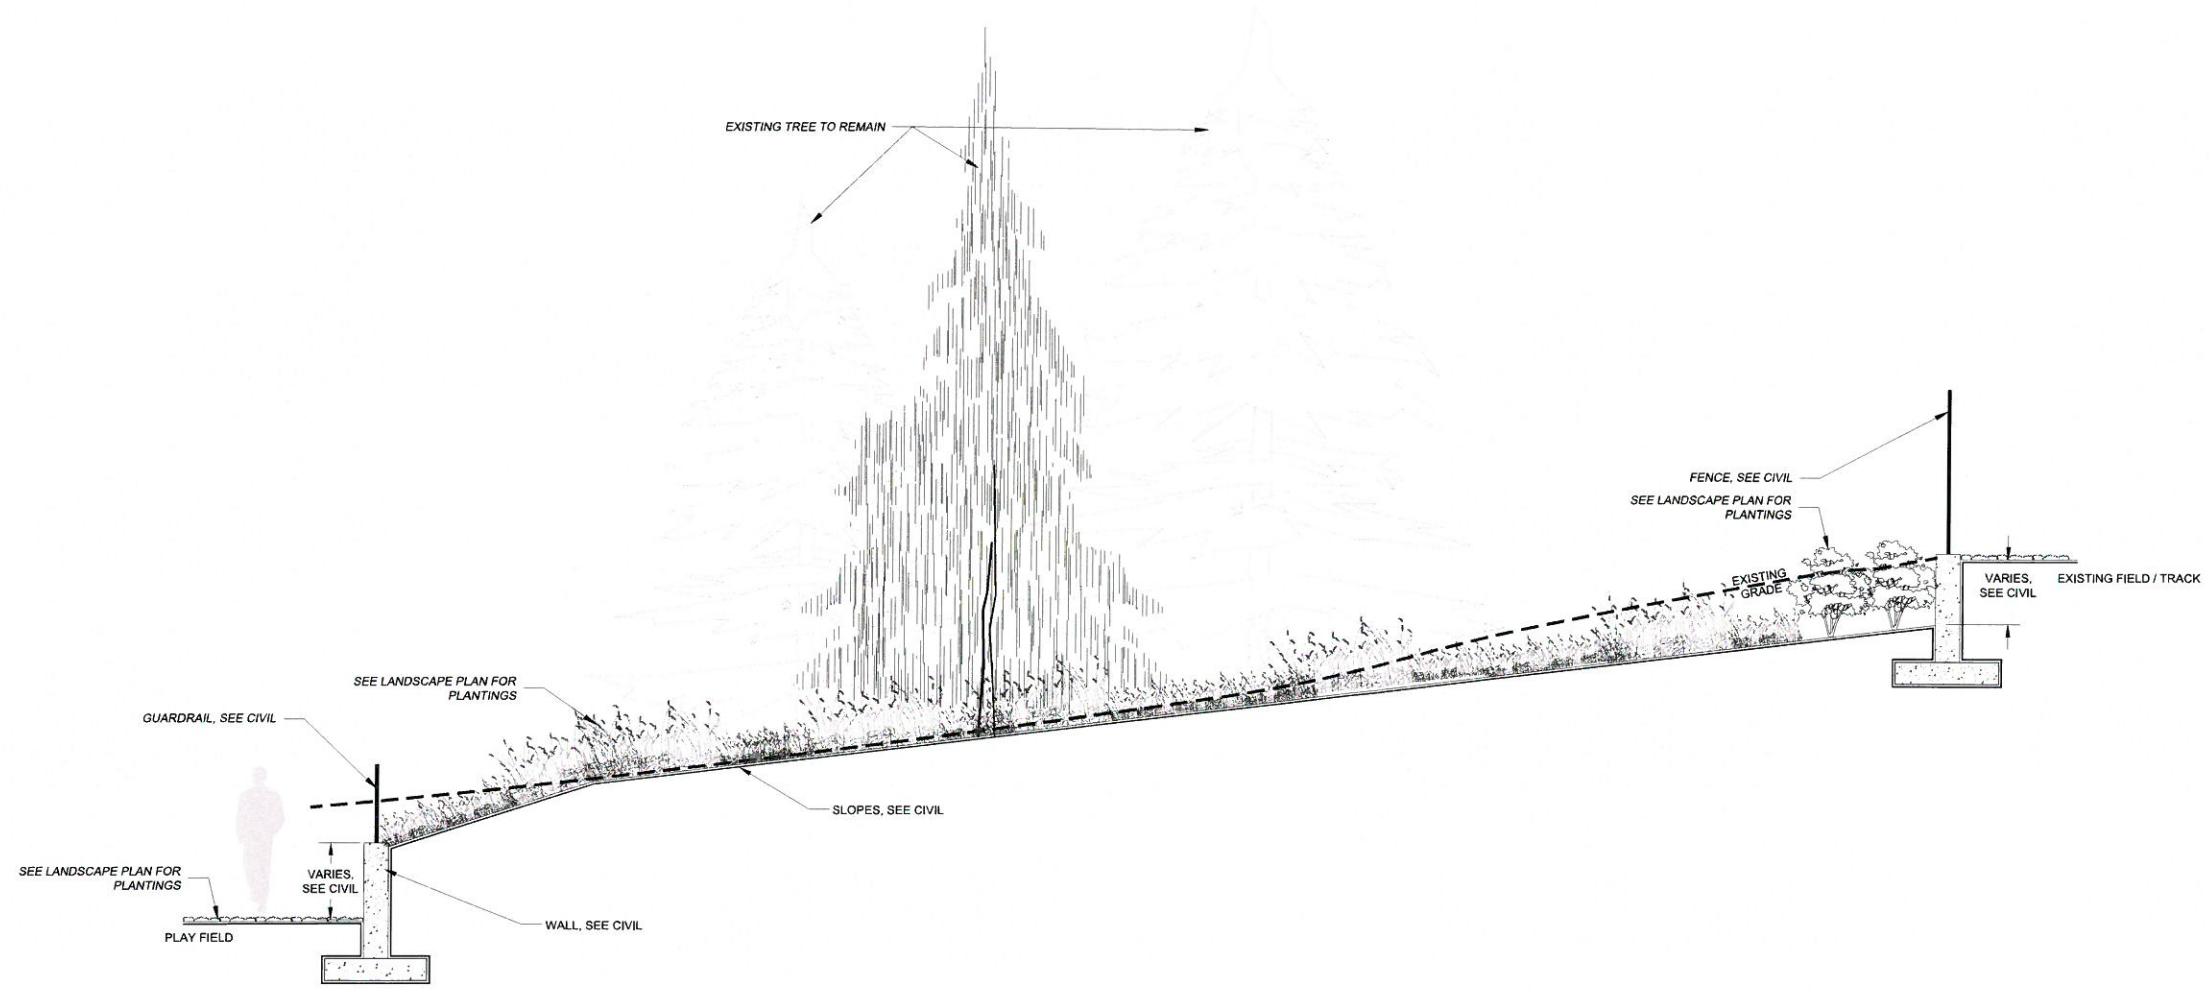 EXISTING TREE TO REMAIN
FENCE, SEE CIVIL
SEE LANDSCAPE PLAN FOR
PLANTINGS
EXISTING
GRADE
VARIES,
SEE CIVIL
EXISTING FIELD / TRACK
SEE LANDSCAPE PLAN FOR
PLANTINGS
GUARDRAIL, SEE CIVIL
SLOPES, SEE CIVIL
SEE LANDSCAPE PLAN FOR
PLANTINGS
VARIES,
SEE CIVIL
WALL, SEE CIVIL
PLAY FIELD